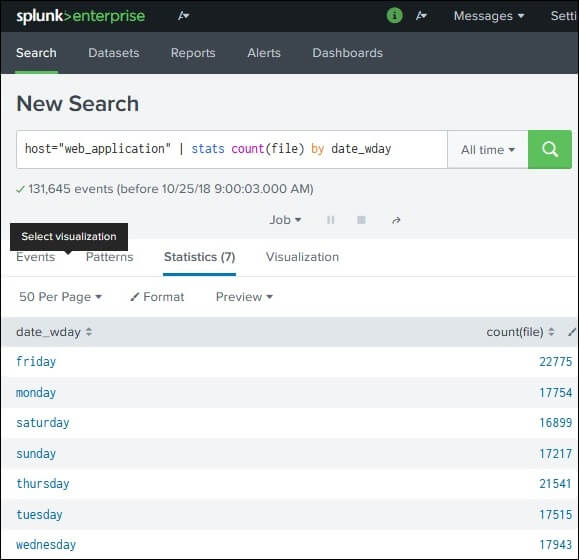 splunk>enterprise Messages Setti
Search Datasets Reports Alerts Dashboards
New Search
host="web_application" | stats count(file) by date_wday All time
131,645 events (before 10/25/18 9:00:03.000 AM)
Job
Select visualization
Events Patterns Statistics (7) Visualization
50 Per Page Format Preview
date_wday count(file)
friday 22775
monday 17754
saturday 16899
sunday 17217
thursday 21541
tuesday 17515
wednesday 17943